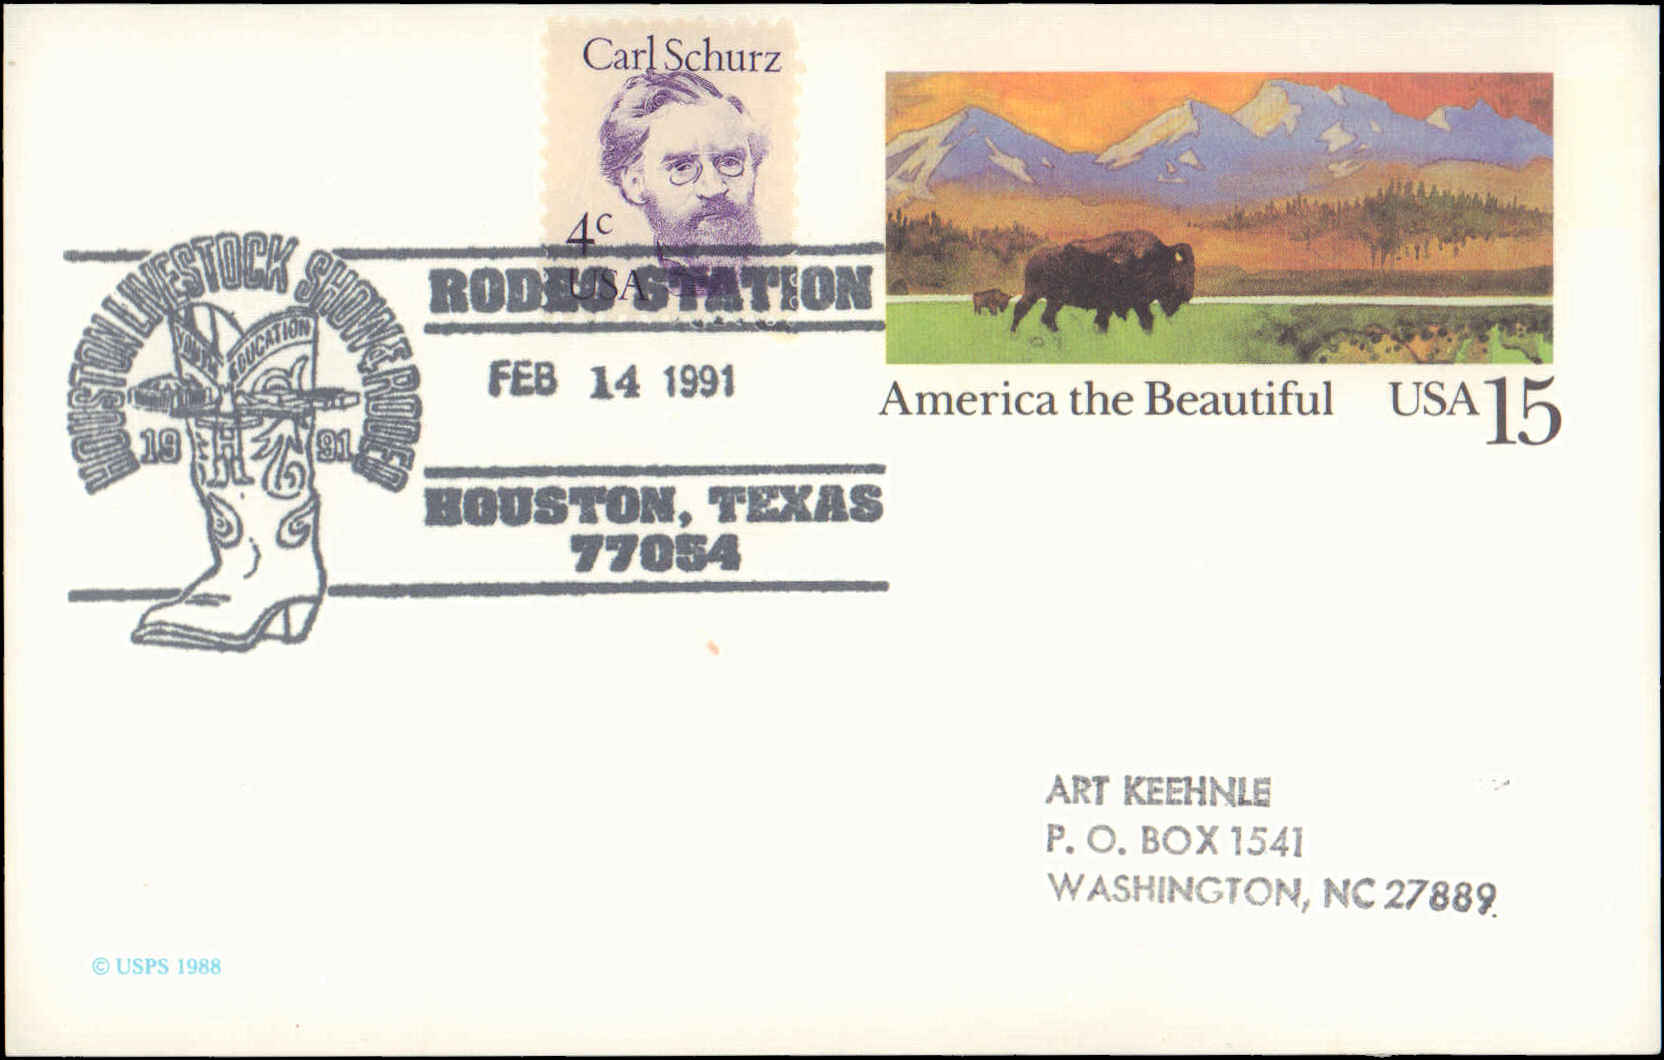 Carl Schurz
4c
USA
America the Beautiful USA 15
HOUSTON LIVESTOCK SHOW & RODEO
YOUTH EDUCATION
19 91
RODEO STATION
FEB 14 1991
HOUSTON, TEXAS
77054
ART KEEHNLE
P. O. BOX 1541
WASHINGTON, NC 27889
© USPS 1988